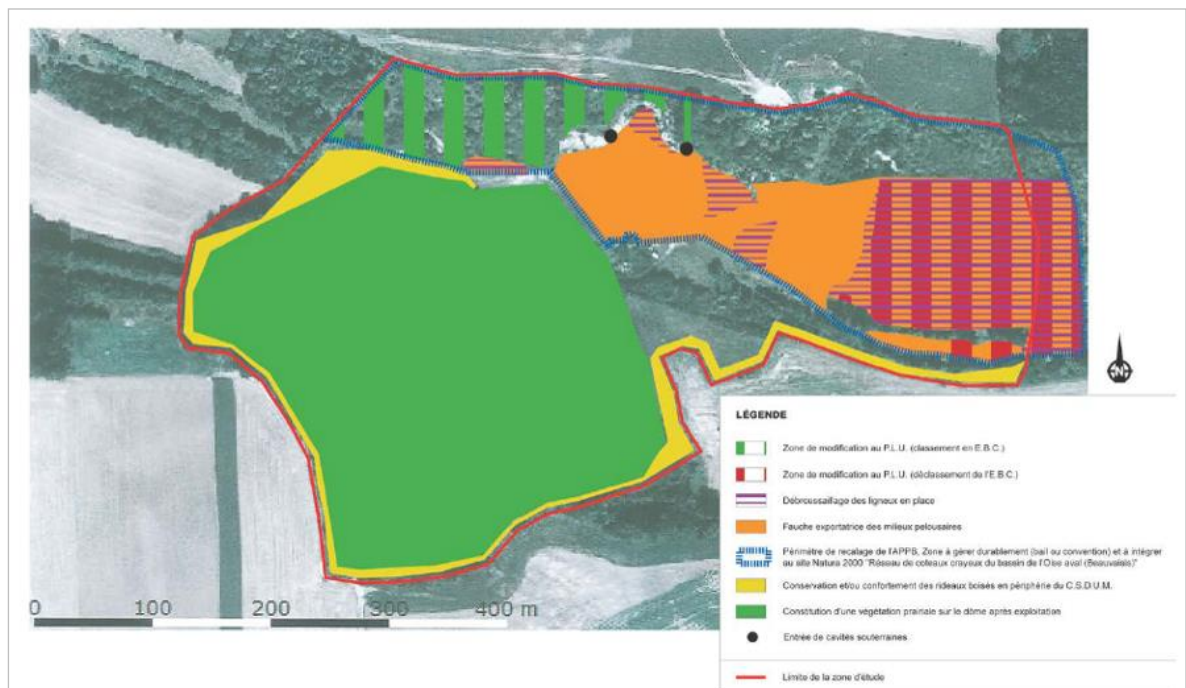 N
LÉGENDE
Zone de modification au P.L.U. (classement en E.B.C.)
Zone de modification au P.L.U. (déclassement de l'E.B.C.)
Débroussaillage des ligneux en place
Fauche exportatrice des milieux pelousaires
Périmètre de recalage de l'APPB, Zone à gérer durablement (bail ou convention) et à intégrer
au site Natura 2000 "Réseau de coteaux crayeux du bassin de l'Oise aval (Beauvaisis)"
Conservation et/ou confortement des rideaux boisés en périphérie du C.S.D.U.M.
Constitution d'une végétation prairiale sur le dôme après exploitation
Entrée de cavités souterraines
Limite de la zone d'étude
0 100 200 300 400 m